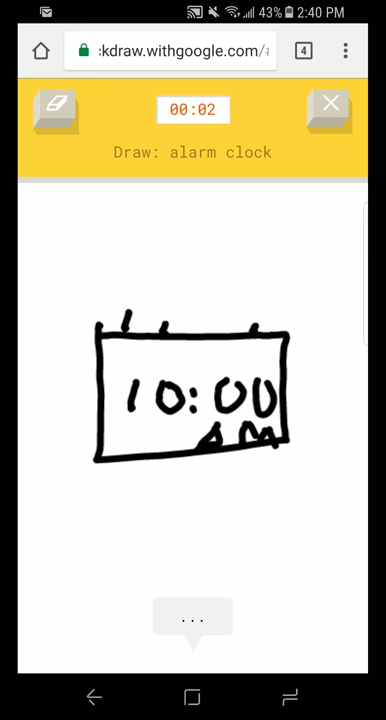 43% 2:40 PM
:kdraw.withgoogle.com/ 4
00:02
Draw: alarm clock
10:00
AM
...